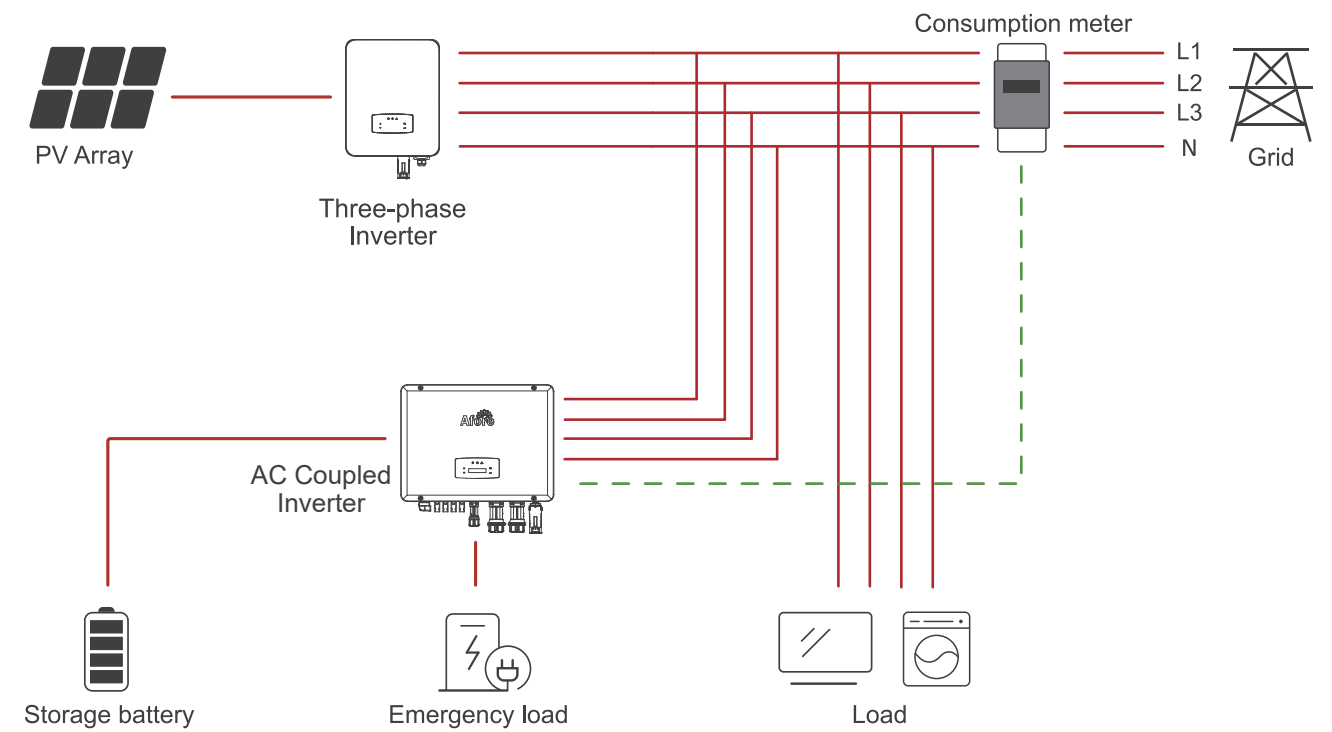 Consumption meter
L1
L2
L3
N
Grid
PV Array
Three-phase
Inverter
Afore
AC Coupled
Inverter
Storage battery
Emergency load
Load